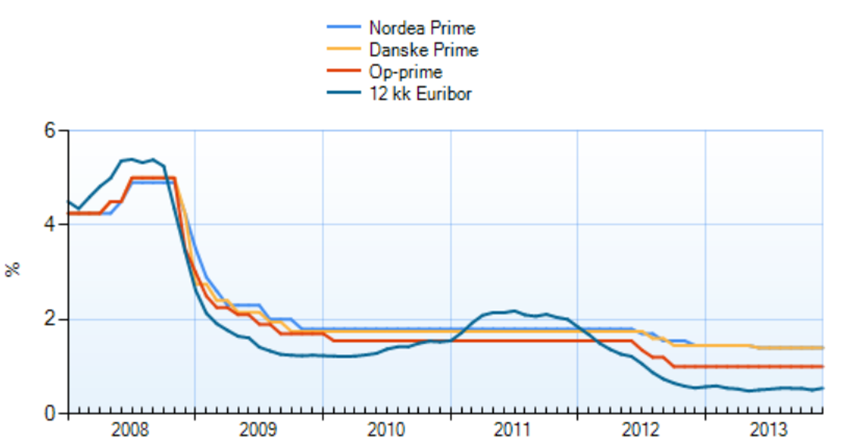 Nordea Prime
Danske Prime
Op-prime
12 kk Euribor
6
4
%
2
0
2008 2009 2010 2011 2012 2013